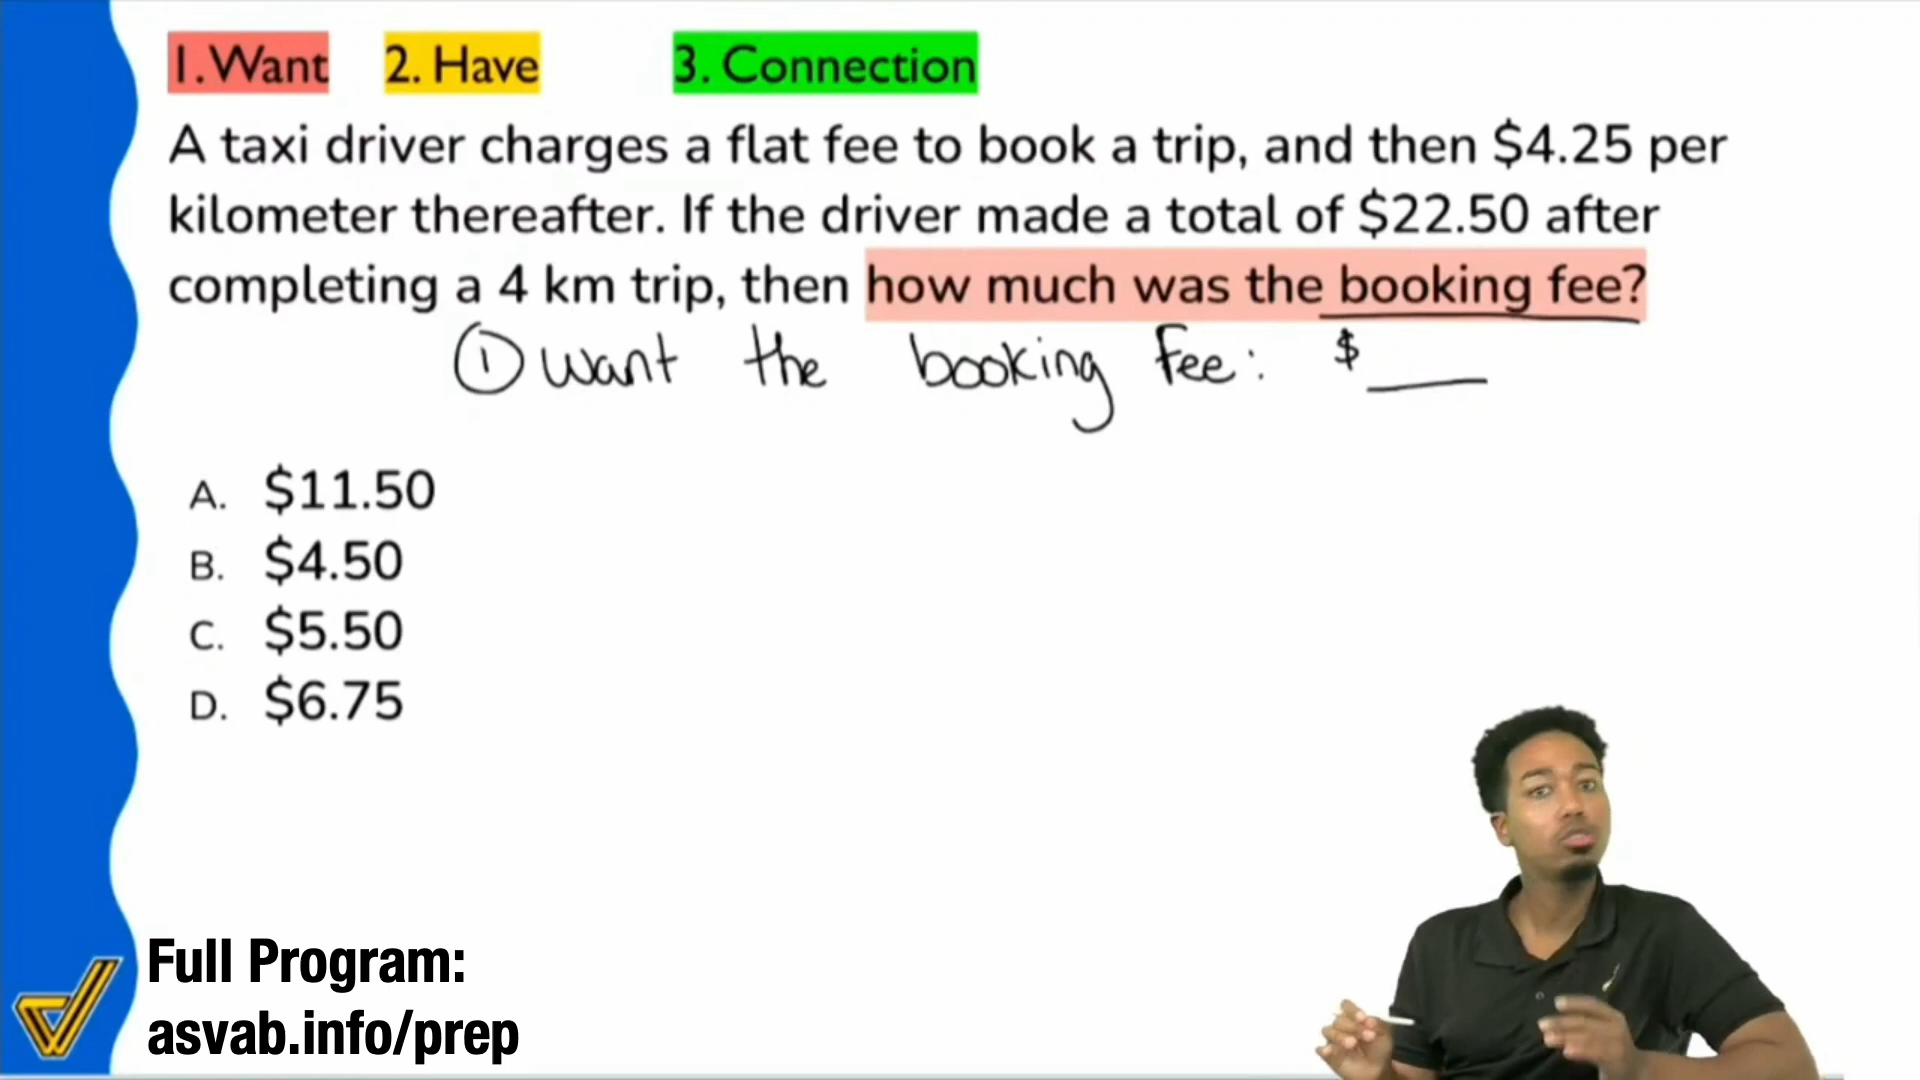 1. Want 2. Have 3. Connection
A taxi driver charges a flat fee to book a trip, and then $4.25 per
kilometer thereafter. If the driver made a total of $22.50 after
completing a 4 km trip, then how much was the booking fee?
① Want the booking Fee: $____
A. $11.50
B. $4.50
C. $5.50
D. $6.75
Full Program:
asvab.info/prep